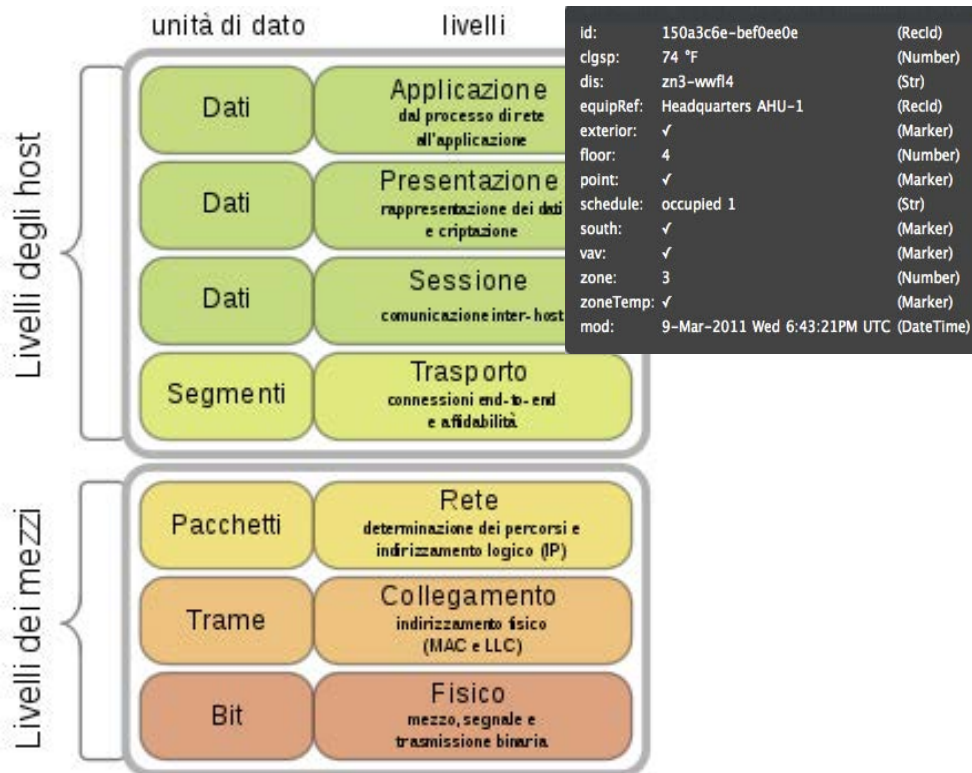 unità di dato livelli
Livelli degli host
Dati
Applicazione
dal processo di rete
all'applicazione
Dati
Presentazione
rappresentazione dei dati
e criptazione
Dati
Sessione
comunicazione inter-host
Segmenti
Trasporto
connessioni end-to-end
e affidabilità
Livelli dei mezzi
Pacchetti
Rete
determinazione dei percorsi e
indirizzamento logico (IP)
Trame
Collegamento
indirizzamento fisico
(MAC e LLC)
Bit
Fisico
mezzo, segnale e
trasmissione binaria
id: 150a3c6e-bef0ee0e (RecId)
clgsp: 74 °F (Number)
dis: zn3-wwfl4 (Str)
equipRef: Headquarters AHU-1 (RecId)
exterior: ✓ (Marker)
floor: 4 (Number)
point: ✓ (Marker)
schedule: occupied 1 (Str)
south: ✓ (Marker)
vav: ✓ (Marker)
zone: 3 (Number)
zoneTemp: ✓ (Marker)
mod: 9-Mar-2011 Wed 6:43:21PM UTC (DateTime)